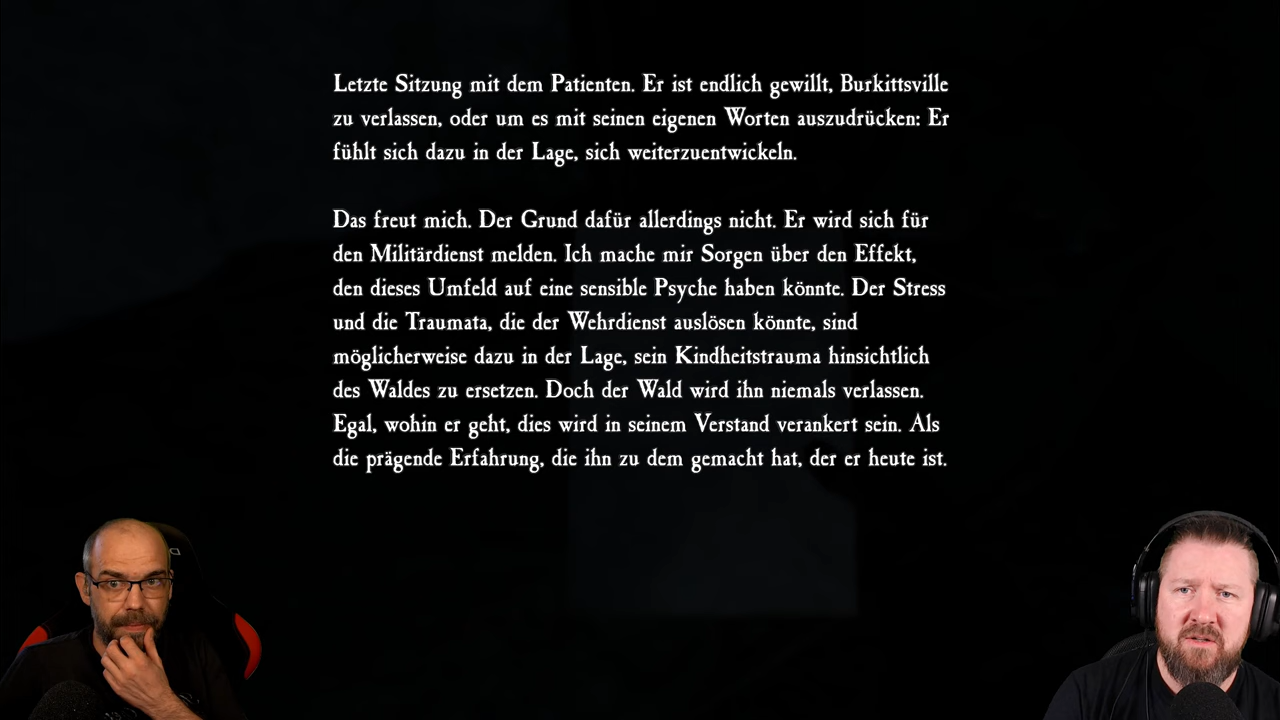 Letzte Sitzung mit dem Patienten. Er ist endlich gewillt, Burkittsville
zu verlassen, oder um es mit seinen eigenen Worten auszudrücken: Er
fühlt sich dazu in der Lage, sich weiterzuentwickeln.
Das freut mich. Der Grund dafür allerdings nicht. Er wird sich für
den Militärdienst melden. Ich mache mir Sorgen über den Effekt,
den dieses Umfeld auf eine sensible Psyche haben könnte. Der Stress
und die Traumata, die der Wehrdienst auslösen könnte, sind
möglicherweise dazu in der Lage, sein Kindheitstrauma hinsichtlich
des Waldes zu ersetzen. Doch der Wald wird ihn niemals verlassen.
Egal, wohin er geht, dies wird in seinem Verstand verankert sein. Als
die prägende Erfahrung, die ihn zu dem gemacht hat, der er heute ist.